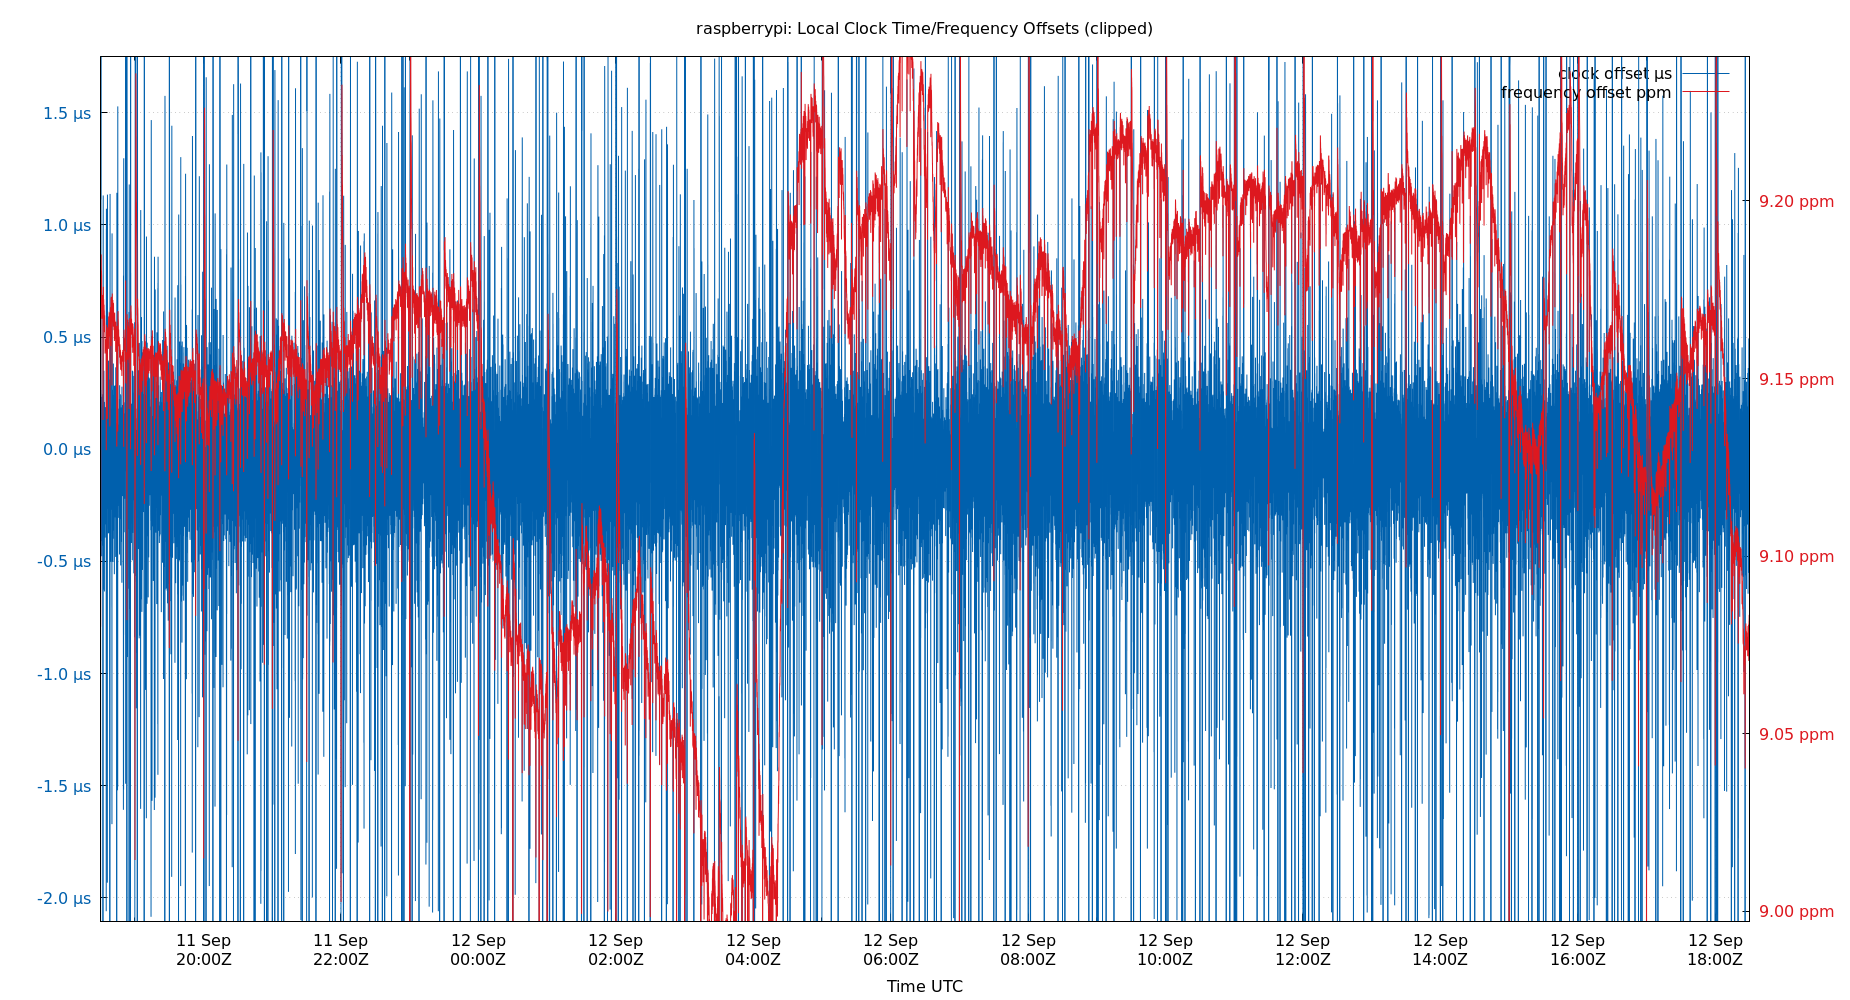 raspberrypi: Local Clock Time/Frequency Offsets (clipped)
clock offset µs
frequency offset ppm
1.5 µs
1.0 µs
0.5 µs
0.0 µs
-0.5 µs
-1.0 µs
-1.5 µs
-2.0 µs
9.20 ppm
9.15 ppm
9.10 ppm
9.05 ppm
9.00 ppm
11 Sep 11 Sep 12 Sep 12 Sep 12 Sep 12 Sep 12 Sep 12 Sep 12 Sep 12 Sep 12 Sep 12 Sep
20:00Z 22:00Z 00:00Z 02:00Z 04:00Z 06:00Z 08:00Z 10:00Z 12:00Z 14:00Z 16:00Z 18:00Z
Time UTC